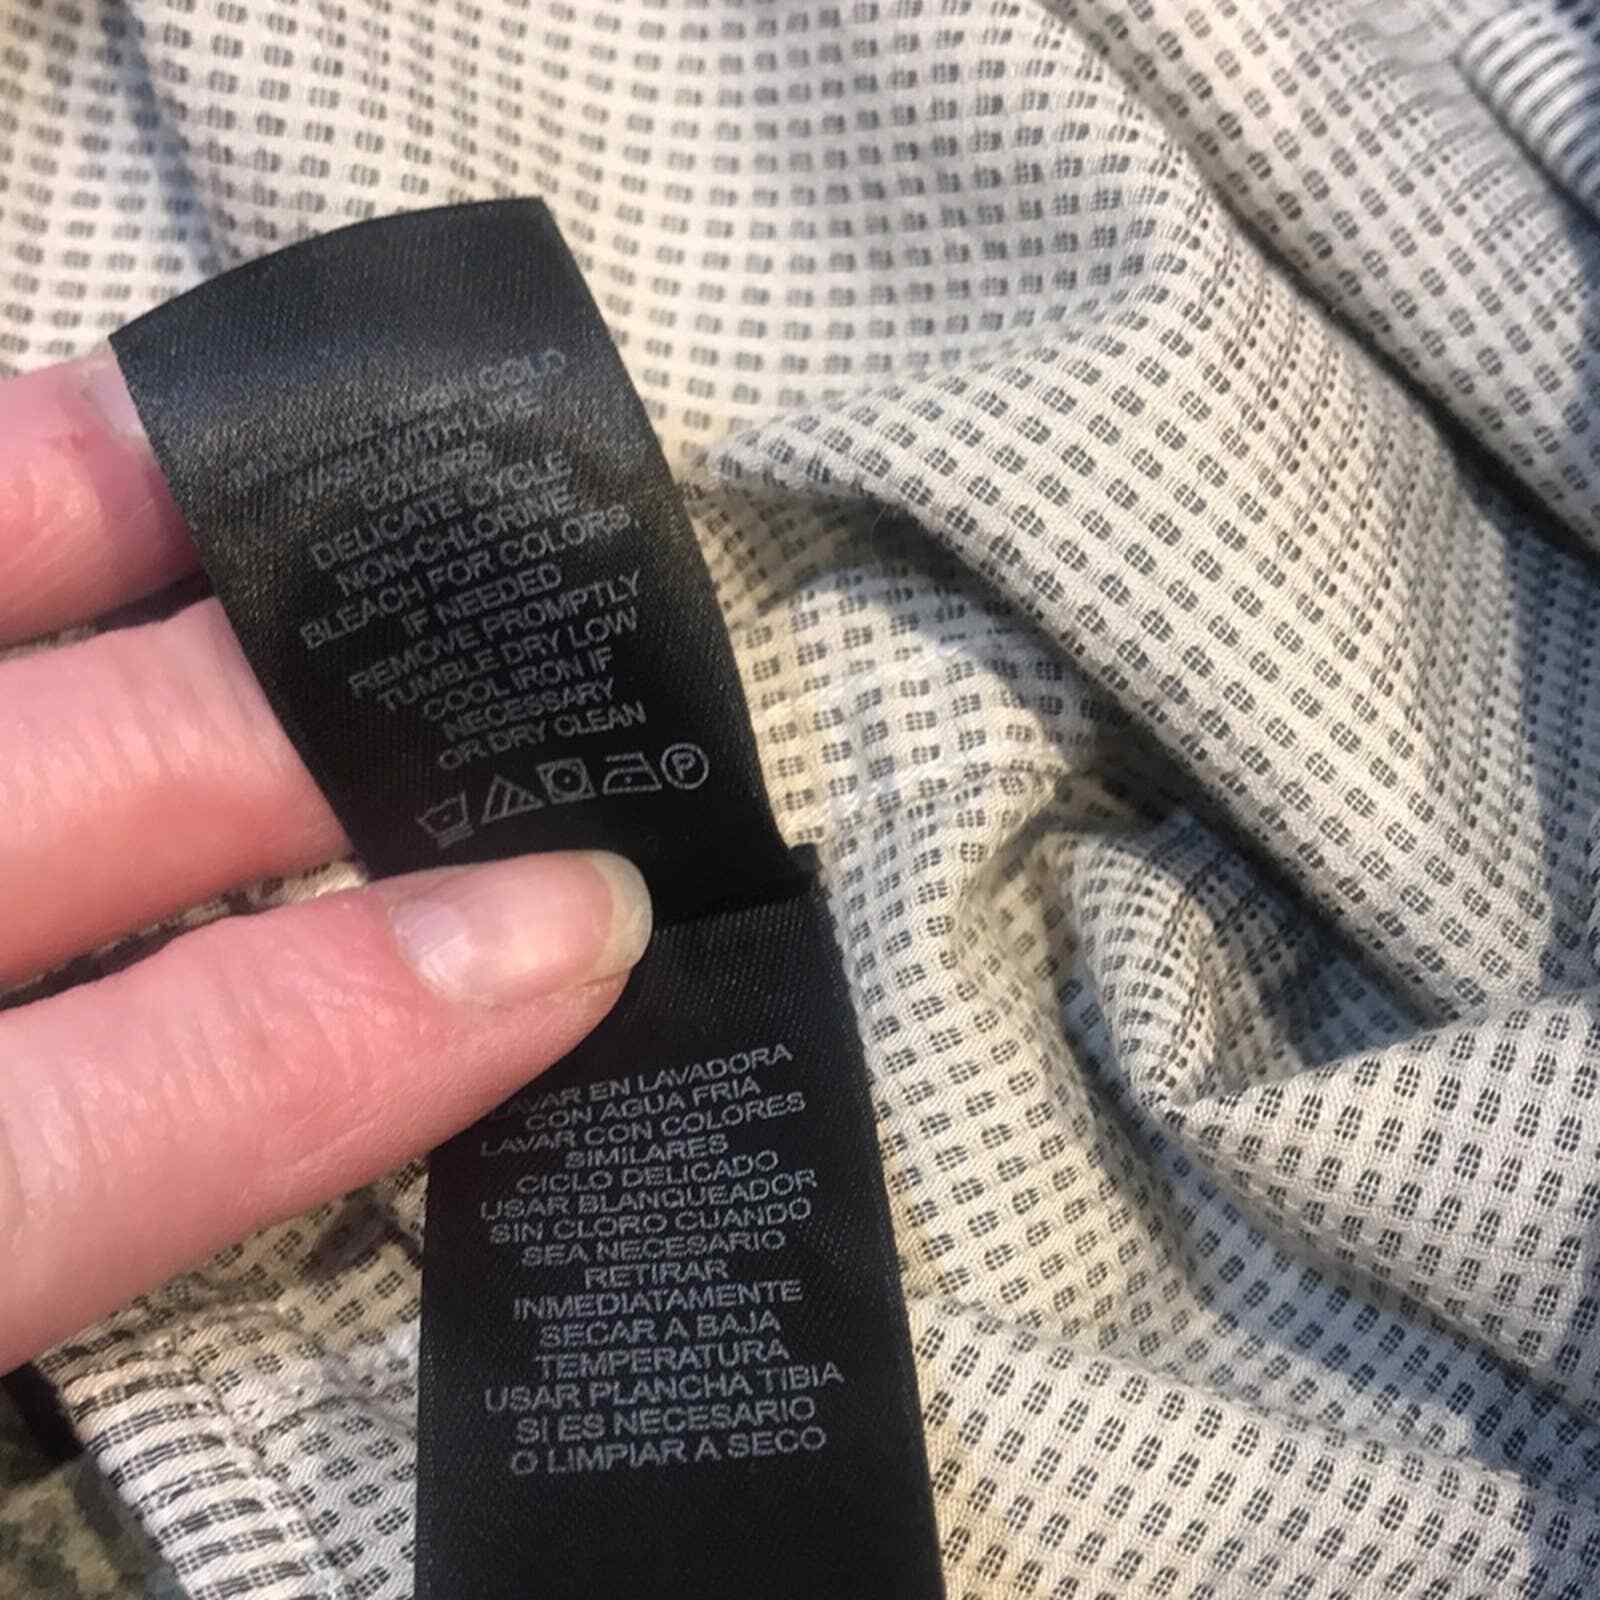 MACHINE WASH COLD
WASH WITH LIKE
COLORS
DELICATE CYCLE
NON-CHLORINE
BLEACH FOR COLORS,
IF NEEDED
REMOVE PROMPTLY
TUMBLE DRY LOW
COOL IRON IF
NECESSARY
OR DRY CLEAN
P
LAVAR EN LAVADORA
CON AGUA FRIA
LAVAR CON COLORES
SIMILARES
CICLO DELICADO
USAR BLANQUEADOR
SIN CLORO CUANDO
SEA NECESARIO
RETIRAR
INMEDIATAMENTE
SECAR A BAJA
TEMPERATURA
USAR PLANCHA TIBIA
SI ES NECESARIO
O LIMPIAR A SECO